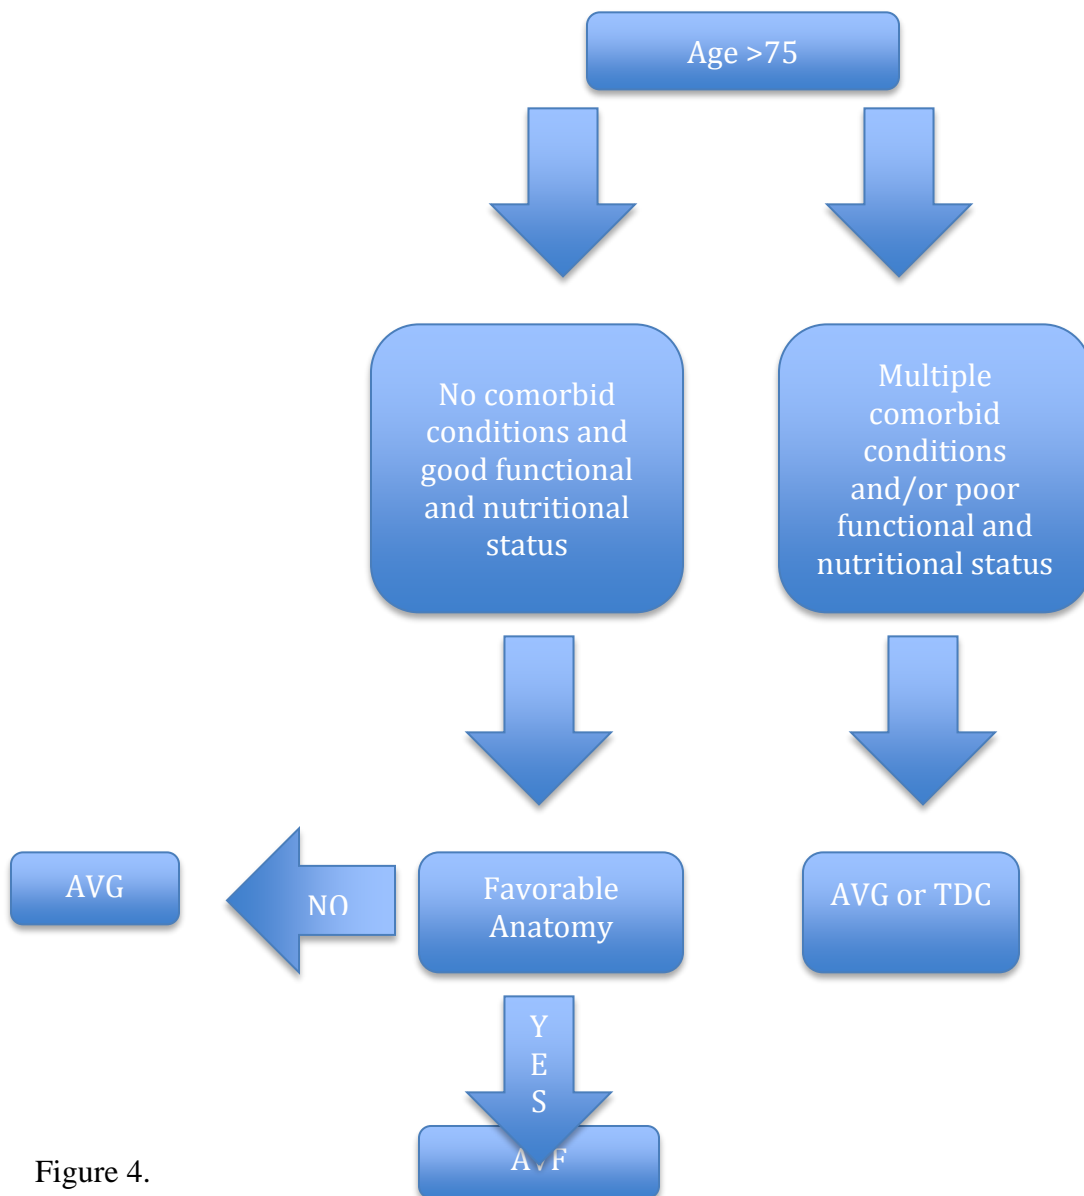 Age >75
No comorbid
conditions and
good functional
and nutritional
status
Multiple
comorbid
conditions
and/or poor
functional and
nutritional status
AVG
NO
Favorable
Anatomy
AVG or TDC
Y
E
S
AVF
Figure 4.